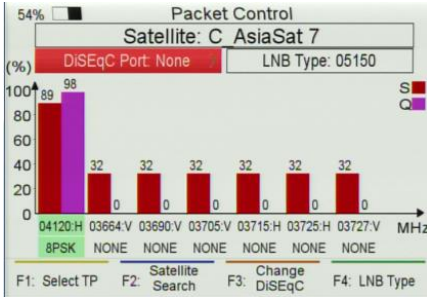 54% Packet Control
Satellite: C_AsiaSat 7
DiSEqC Port: None LNB Type: 05150
(%)
S
Q
100
80
60
40
20
0
89 98 32 0 32 0 32 0 32 0 32 0 32 0
04120:H 03664:V 03690:V 03705:V 03715:H 03725:H 03727:V MHz
8PSK NONE NONE NONE NONE NONE NONE
F1: Select TP F2: Satellite Search F3: Change DiSEqC F4: LNB Type